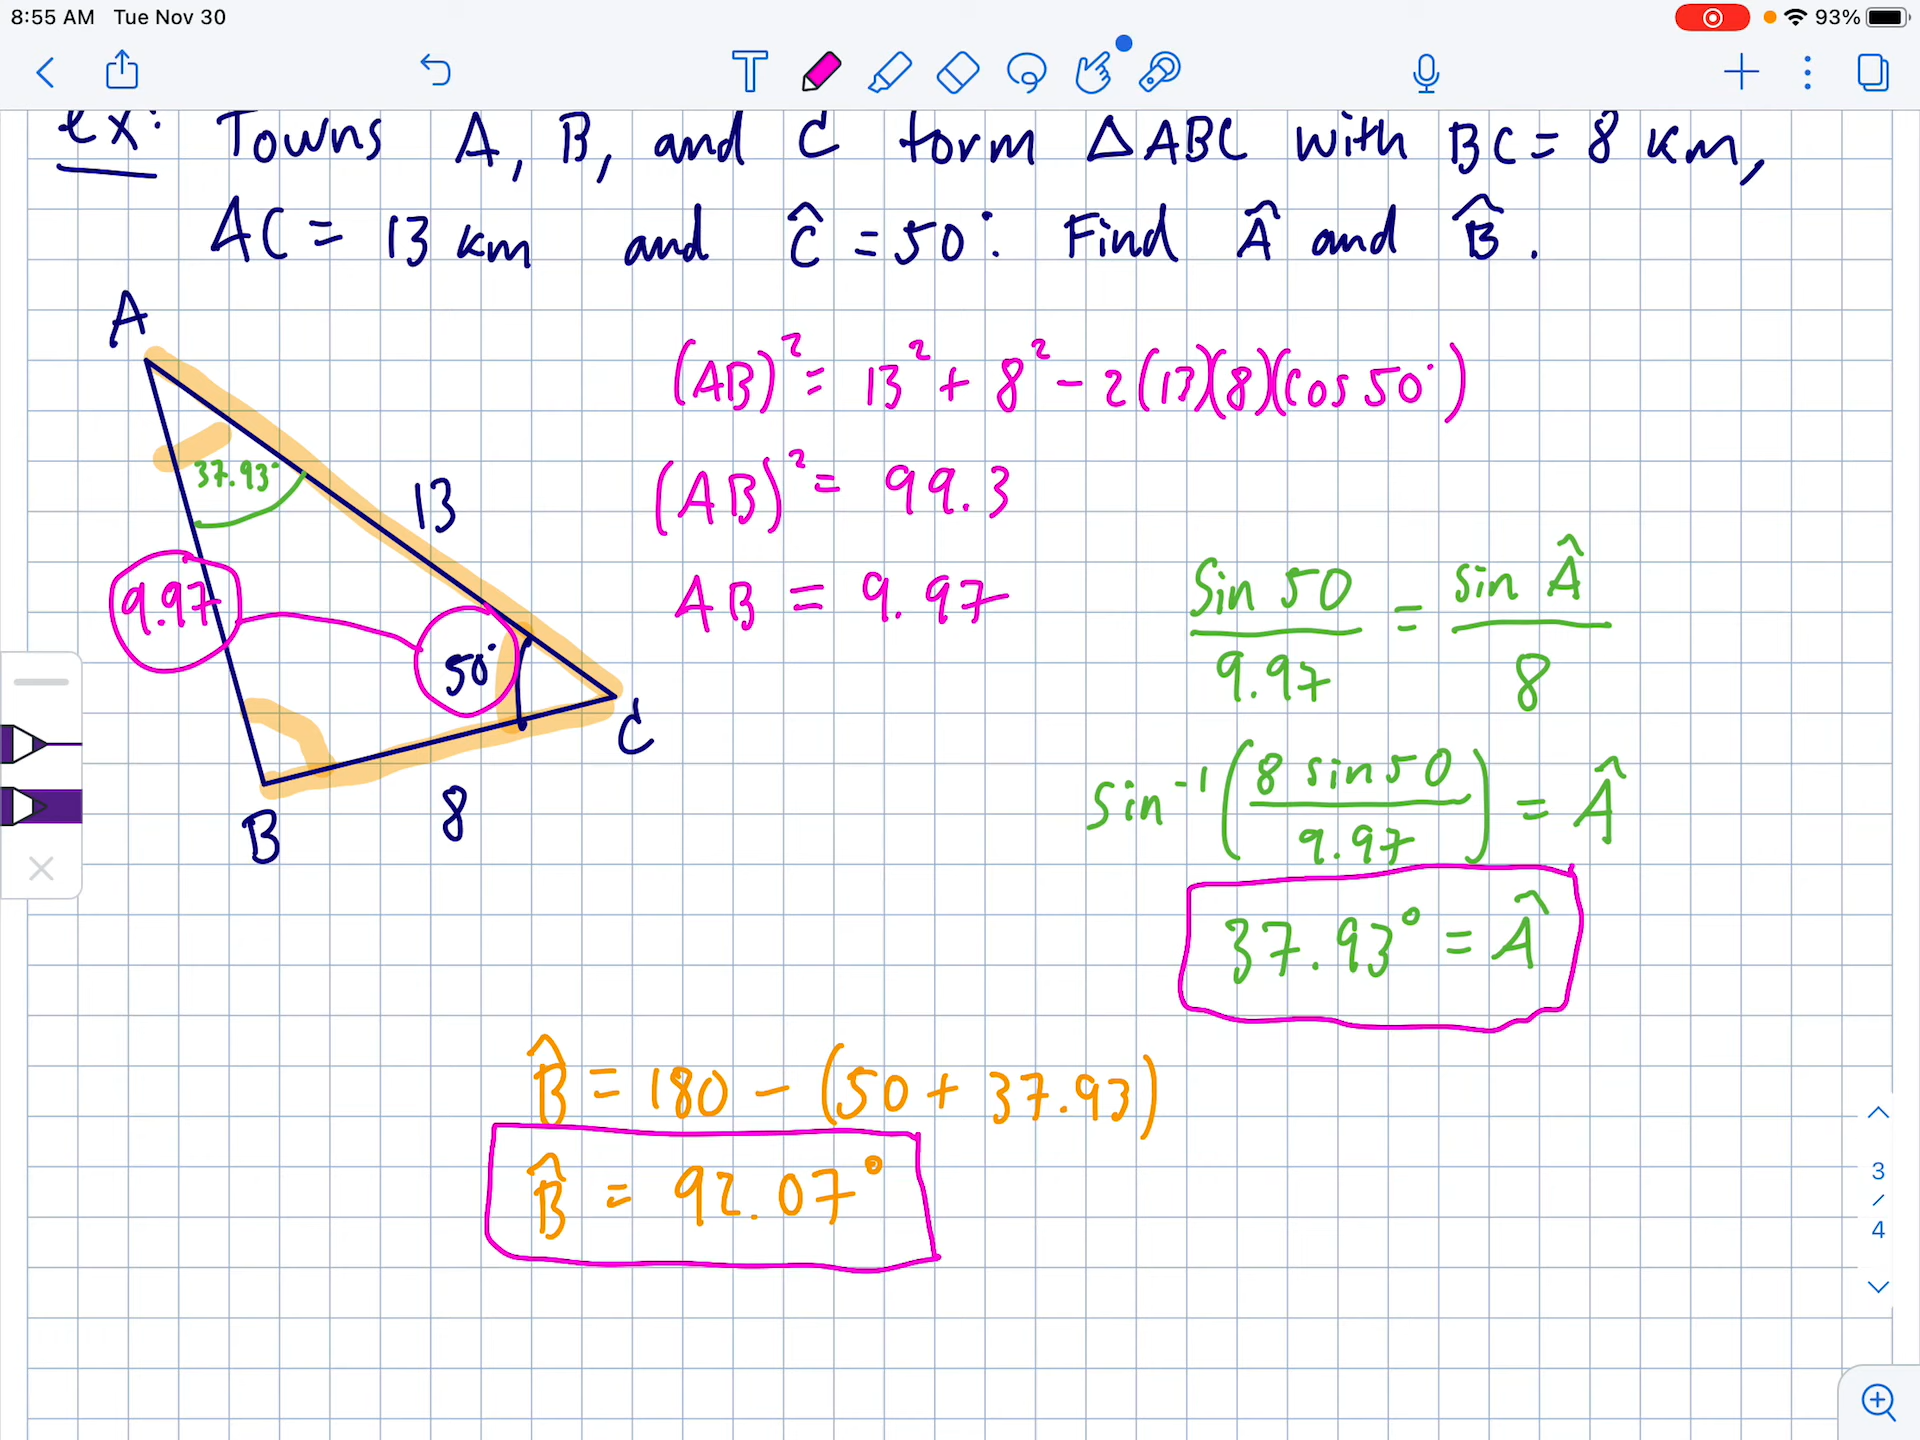 8:55 AM Tue Nov 30
93%
T
ex: Towns A, B, and C form △ABC with BC = 8 km,
AC = 13 km and Ĉ = 50°. Find Â and B̂.
A
37.93°
13
9.97
50°
C
B
8
(AB)² = 13² + 8² - 2(13)(8)(cos 50°)
(AB)² = 99.3
AB = 9.97
Sin 50 / 9.97 = sin Â / 8
sin⁻¹(8 sin 50 / 9.97) = Â
37.93° = Â
B̂ = 180 - (50 + 37.93)
B̂ = 92.07°
3
/
4